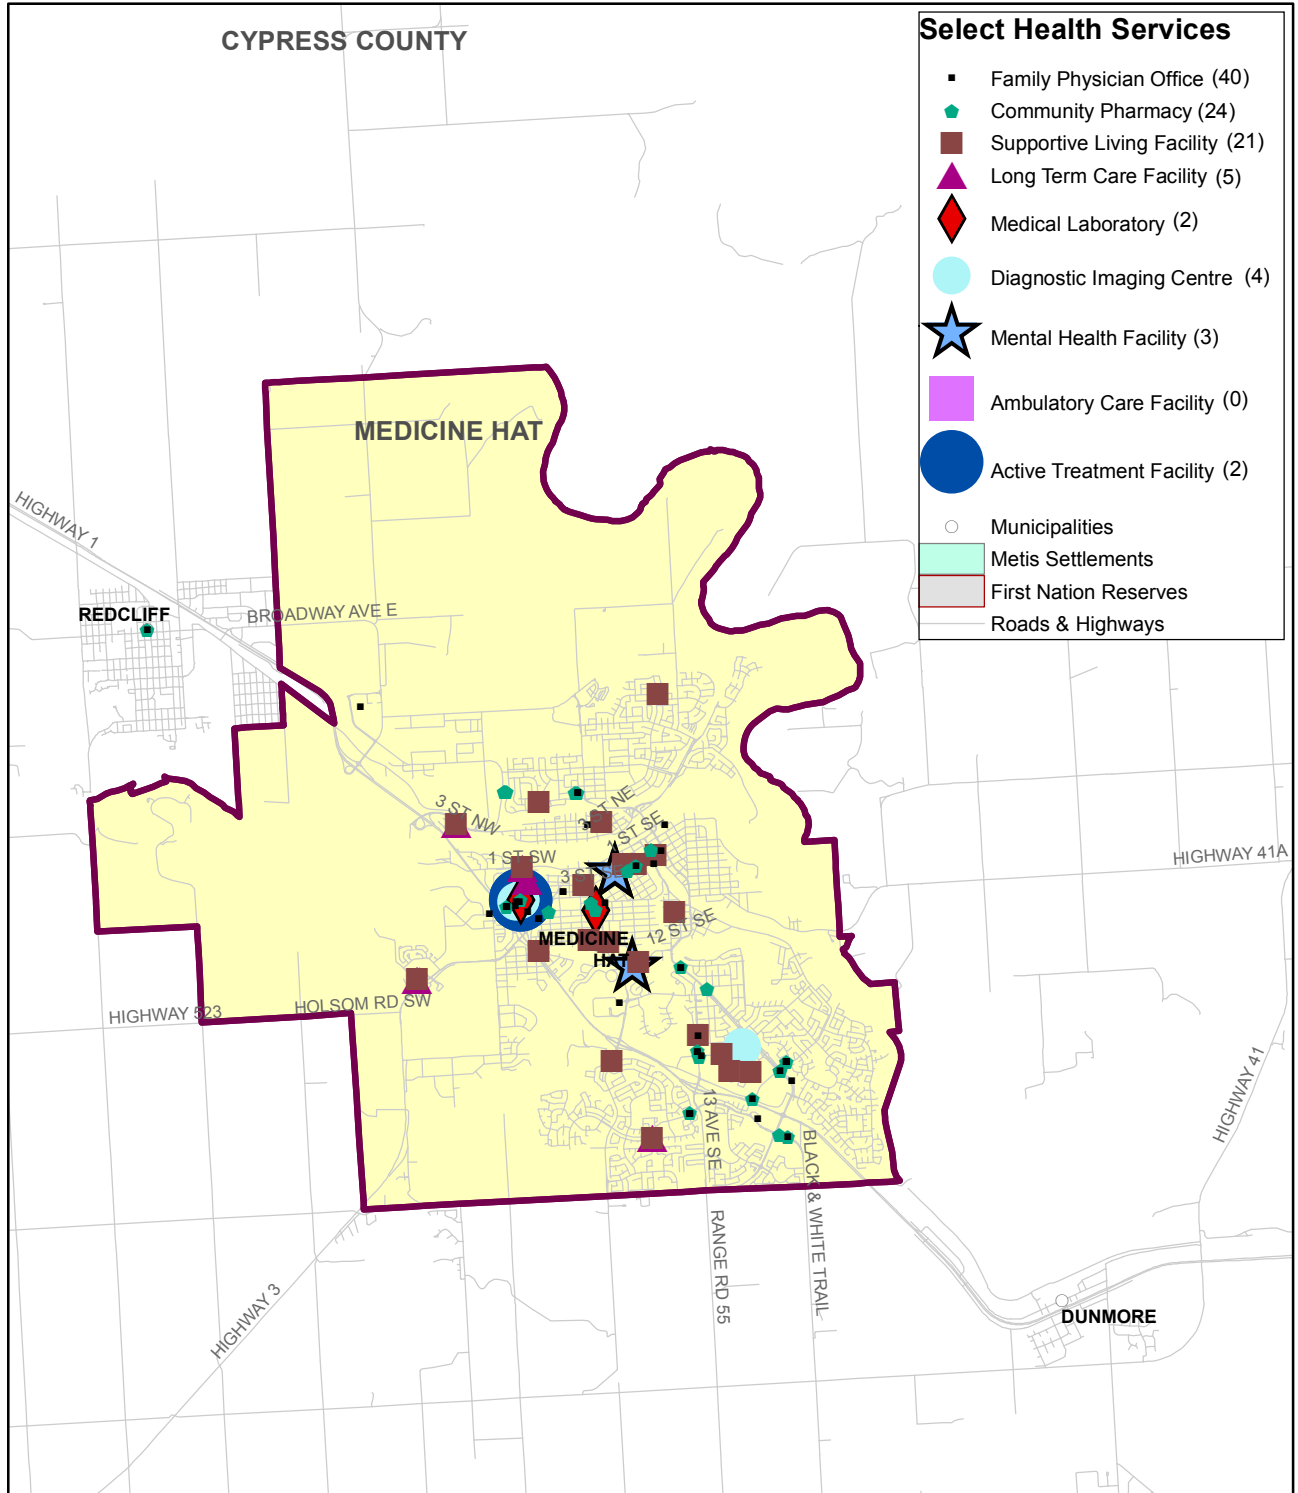 CYPRESS COUNTY
Select Health Services
Family Physician Office (40)
Community Pharmacy (24)
Supportive Living Facility (21)
Long Term Care Facility (5)
Medical Laboratory (2)
Diagnostic Imaging Centre (4)
Mental Health Facility (3)
Ambulatory Care Facility (0)
Active Treatment Facility (2)
Municipalities
Metis Settlements
First Nation Reserves
Roads & Highways
MEDICINE HAT
HIGHWAY 1
REDCLIFF
BROADWAY AVE E
3 ST NW
3 ST NE
1 ST SE
1 ST SW
3 ST S
HIGHWAY 41A
12 ST SE
MEDICINE
HAT
HOLSOM RD SW
HIGHWAY 523
13 AVE SE
BLACK & WHITE TRAIL
HIGHWAY 41
RANGE RD 55
HIGHWAY 3
DUNMORE